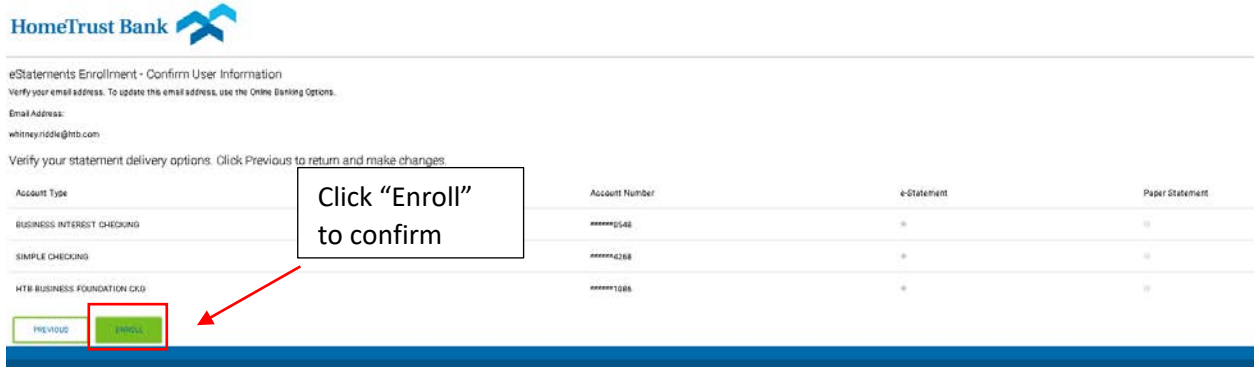 HomeTrust Bank
eStatements Enrollment - Confirm User Information
Verify your email address. To update this email address, use the Online Banking Options.
Email Address:
whitney.riddle@htb.com
Verify your statement delivery options. Click Previous to return and make changes.
Click “Enroll”
to confirm
Account Type Account Number e-Statement Paper Statement
BUSINESS INTEREST CHECKING ******0548
SIMPLE CHECKING ******4268
HTB BUSINESS FOUNDATION CKG ******1086
PREVIOUS ENROLL